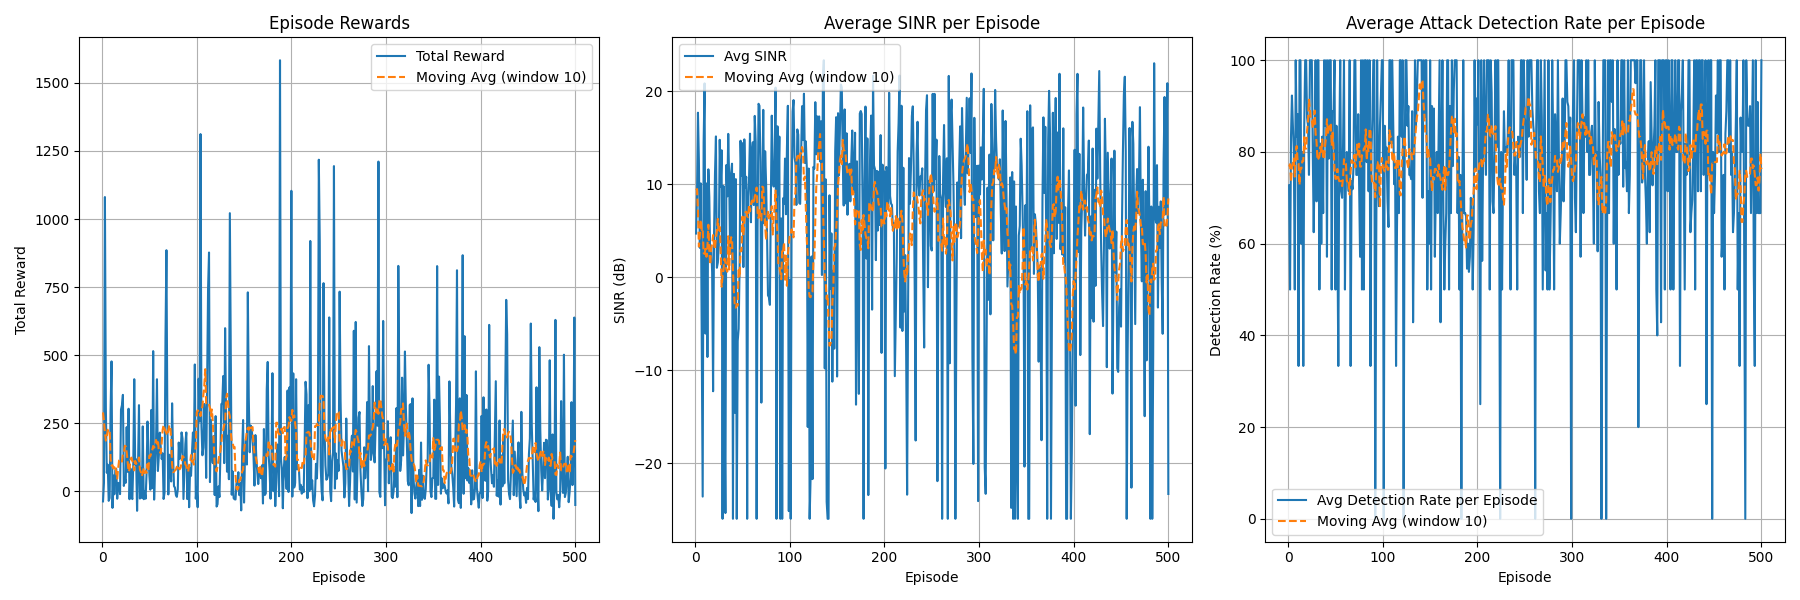 Episode Rewards
Total Reward
Moving Avg (window 10)
Total Reward
1500
1250
1000
750
500
250
0
0 100 200 300 400 500
Episode
Average SINR per Episode
Avg SINR
Moving Avg (window 10)
SINR (dB)
20
10
0
−10
−20
0 100 200 300 400 500
Episode
Average Attack Detection Rate per Episode
Detection Rate (%)
100
80
60
40
20
0
Avg Detection Rate per Episode
Moving Avg (window 10)
0 100 200 300 400 500
Episode